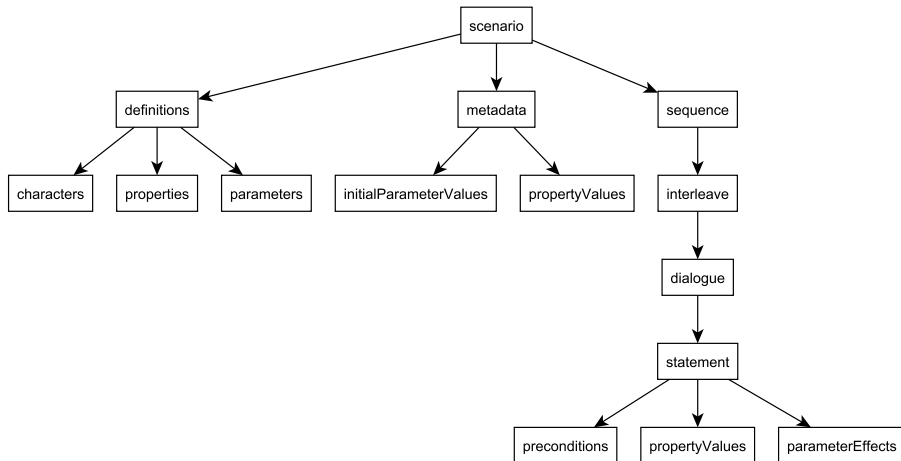 scenario
definitions
metadata
sequence
characters
properties
parameters
initialParameterValues
propertyValues
interleave
dialogue
statement
preconditions
propertyValues
parameterEffects